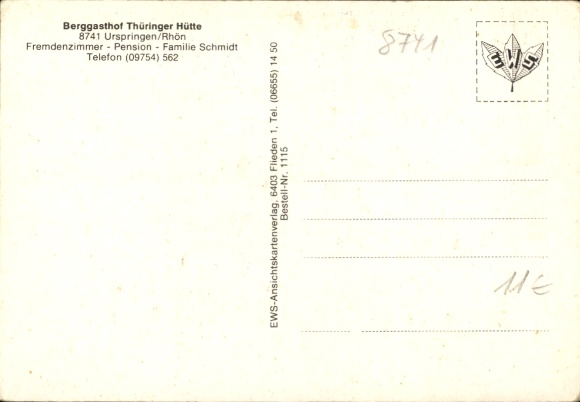 Berggasthof Thüringer Hütte
8741 Urspringen/Rhön
Fremdenzimmer - Pension - Familie Schmidt
Telefon (09754) 562
8741
EWS
EWS-Ansichtskartenverlag, 6403 Flieden 1, Tel. (06655) 14 50
Bestell-Nr. 1115